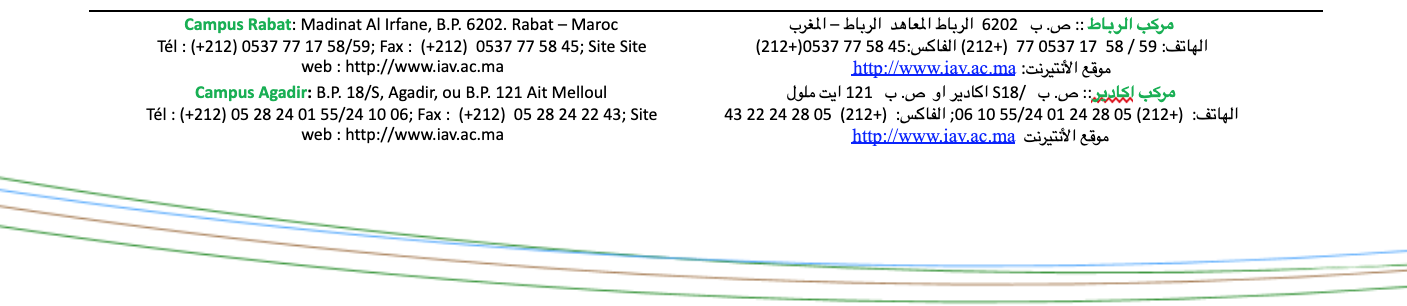 Campus Rabat: Madinat Al Irfane, B.P. 6202. Rabat – Maroc
Tél : (+212) 0537 77 17 58/59; Fax : (+212) 0537 77 58 45; Site Site
web : http://www.iav.ac.ma
Campus Agadir: B.P. 18/S, Agadir, ou B.P. 121 Ait Melloul
Tél : (+212) 05 28 24 01 55/24 10 06; Fax : (+212) 05 28 24 22 43; Site
web : http://www.iav.ac.ma
مركب الرباط :: ص. ب 6202 الرباط المعاهد الرباط – المغرب
الهاتف: 59 / 58 17 0537 77 (+212) الفاكس:45 58 77 0537(+212)
موقع الأنتيرنت: http://www.iav.ac.ma
مركب اكادير:: ص. ب /S18 اكادير او ص. ب 121 ايت ملول
الهاتف: (+212) 05 28 24 01 55/24 10 06; الفاكس: (+212) 05 28 24 22 43
موقع الأنتيرنت http://www.iav.ac.ma